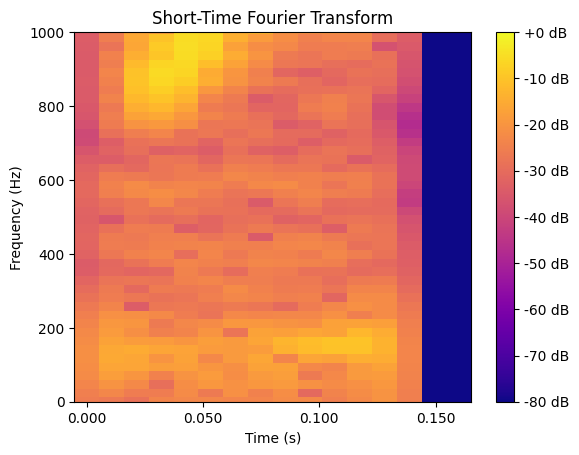 Short-Time Fourier Transform
1000
800
600
400
200
0
Frequency (Hz)
0.000
0.050
0.100
0.150
Time (s)
+0 dB
-10 dB
-20 dB
-30 dB
-40 dB
-50 dB
-60 dB
-70 dB
-80 dB